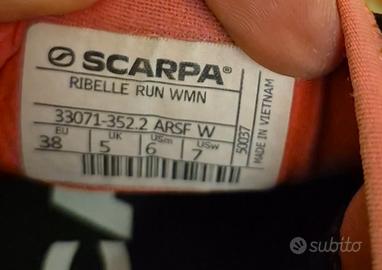 SCARPA®
RIBELLE RUN WMN
33071-352.2 ARSF W
EU UK USm USw
38 5 6 7
50037
MADE IN VIETNAM
subito